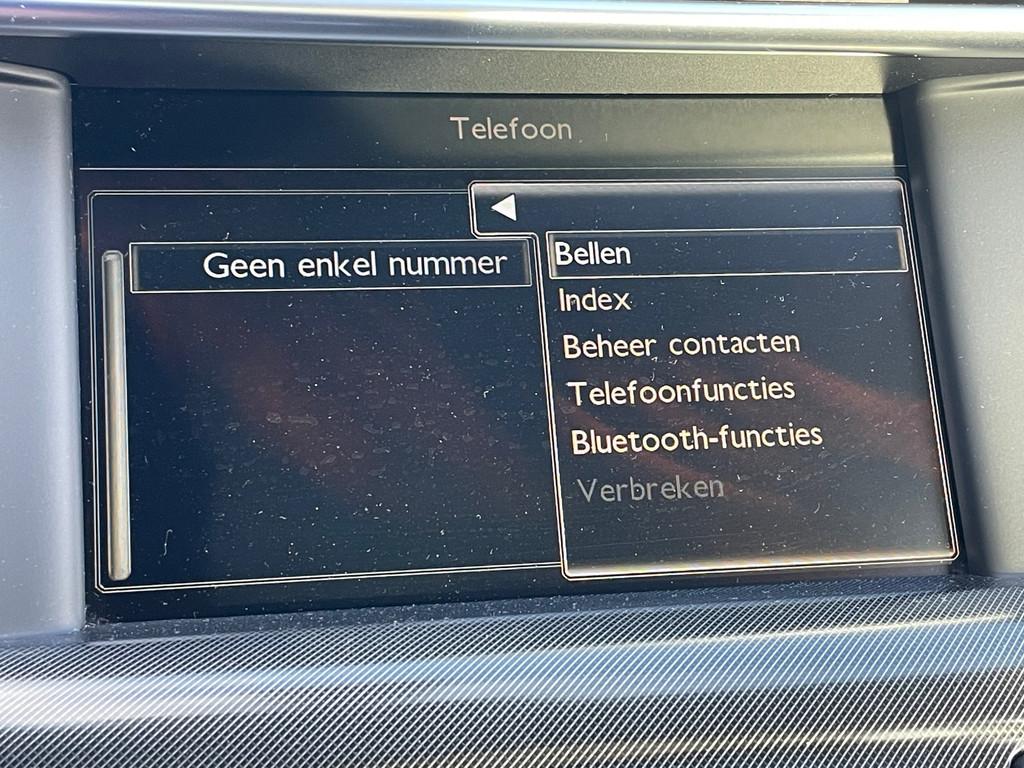 Telefoon
Geen enkel nummer
Bellen
Index
Beheer contacten
Telefoonfuncties
Bluetooth-functies
Verbreken